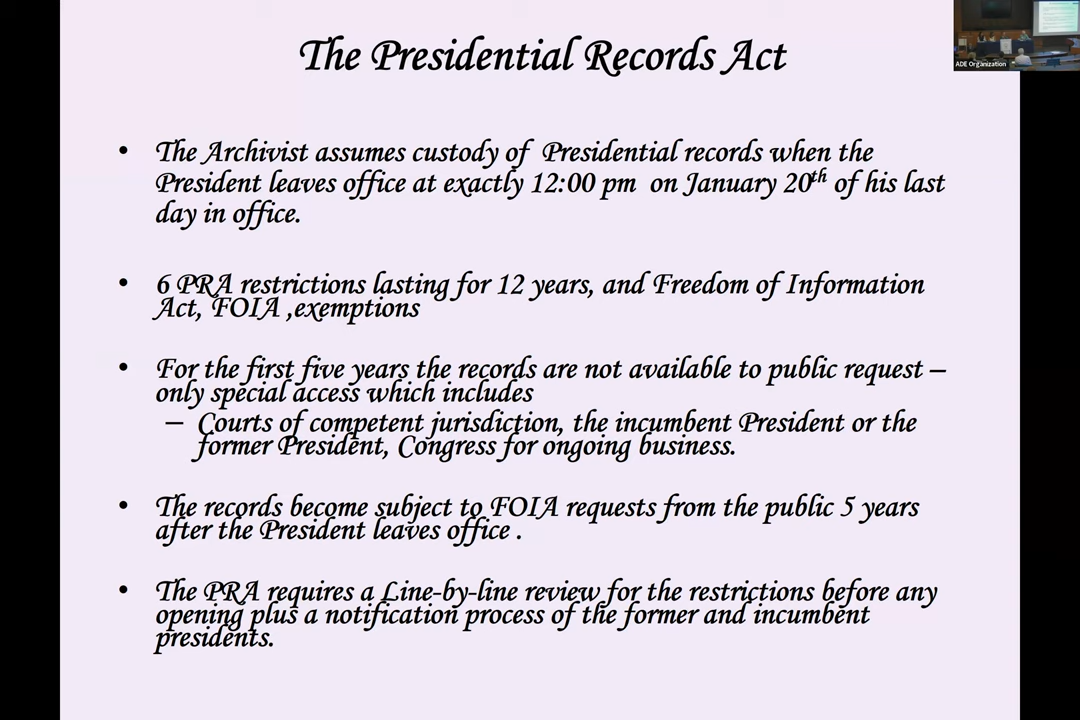 The Presidential Records Act
ADE Organization
• The Archivist assumes custody of Presidential records when the
President leaves office at exactly 12:00 pm on January 20th of his last
day in office.
• 6 PRA restrictions lasting for 12 years, and Freedom of Information
Act, FOIA ,exemptions
• For the first five years the records are not available to public request –
only special access which includes
– Courts of competent jurisdiction, the incumbent President or the
former President, Congress for ongoing business.
• The records become subject to FOIA requests from the public 5 years
after the President leaves office .
• The PRA requires a Line-by-line review for the restrictions before any
opening plus a notification process of the former and incumbent
presidents.